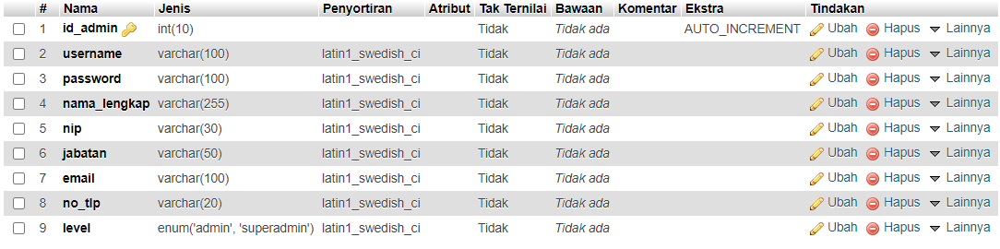 # Nama Jenis Penyortiran Atribut Tak Ternilai Bawaan Komentar Ekstra Tindakan
1 id_admin int(10) Tidak Tidak ada AUTO_INCREMENT Ubah Hapus Lainnya
2 username varchar(100) latin1_swedish_ci Tidak Tidak ada Ubah Hapus Lainnya
3 password varchar(100) latin1_swedish_ci Tidak Tidak ada Ubah Hapus Lainnya
4 nama_lengkap varchar(255) latin1_swedish_ci Tidak Tidak ada Ubah Hapus Lainnya
5 nip varchar(30) latin1_swedish_ci Tidak Tidak ada Ubah Hapus Lainnya
6 jabatan varchar(50) latin1_swedish_ci Tidak Tidak ada Ubah Hapus Lainnya
7 email varchar(100) latin1_swedish_ci Tidak Tidak ada Ubah Hapus Lainnya
8 no_tlp varchar(20) latin1_swedish_ci Tidak Tidak ada Ubah Hapus Lainnya
9 level enum('admin', 'superadmin') latin1_swedish_ci Tidak Tidak ada Ubah Hapus Lainnya